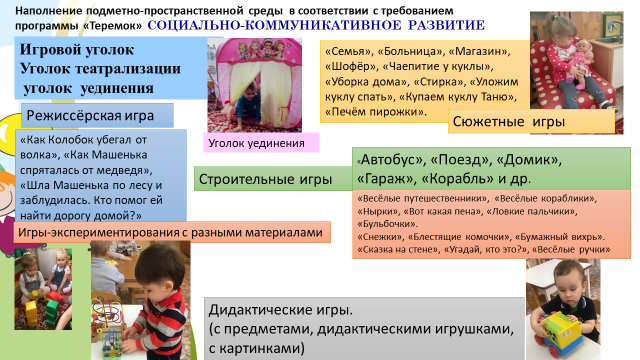 Наполнение подметно-пространственной среды в соответствии с требованием
программы «Теремок» СОЦИАЛЬНО-КОММУНИКАТИВНОЕ РАЗВИТИЕ
Игровой уголок
Уголок театрализации
уголок уединения
«Семья», «Больница», «Магазин»,
«Шофёр», «Чаепитие у куклы»,
«Уборка дома», «Стирка», «Уложим
куклу спать», «Купаем куклу Таню»,
«Печём пирожки».
Сюжетные игры
Режиссёрская игра
Уголок уединения
«Как Колобок убегал от
волка», «Как Машенька
спряталась от медведя»,
«Шла Машенька по лесу и
заблудилась. Кто помог ей
найти дорогу домой?»
Строительные игры
«Автобус», «Поезд», «Домик»,
«Гараж», «Корабль» и др.
«Весёлые путешественники», «Весёлые кораблики»,
«Нырки», «Вот какая пена», «Ловкие пальчики»,
«Бульбочки».
«Снежки», «Блестящие комочки», «Бумажный вихрь».
«Сказка на стене», «Угадай, кто это?», «Весёлые ручки»
Игры-экспериментирования с разными материалами
Дидактические игры.
(с предметами, дидактическими игрушками,
с картинками)